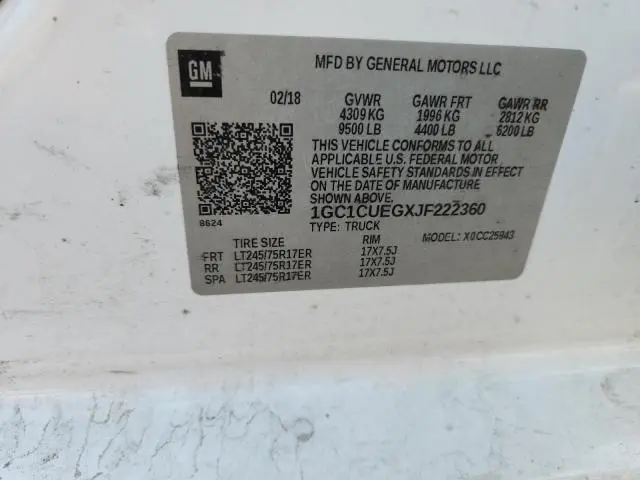 GM
MFD BY GENERAL MOTORS LLC
02/18 GVWR GAWR FRT GAWR RR
4309 KG 1996 KG 2812 KG
9500 LB 4400 LB 6200 LB
THIS VEHICLE CONFORMS TO ALL
APPLICABLE U.S. FEDERAL MOTOR
VEHICLE SAFETY STANDARDS IN EFFECT
ON THE DATE OF MANUFACTURE
SHOWN ABOVE.
8624
1GC1CUEGXJF222360
TYPE: TRUCK MODEL: X0CC25943
TIRE SIZE RIM
FRT LT245/75R17ER 17X7.5J
RR LT245/75R17ER 17X7.5J
SPA LT245/75R17ER 17X7.5J